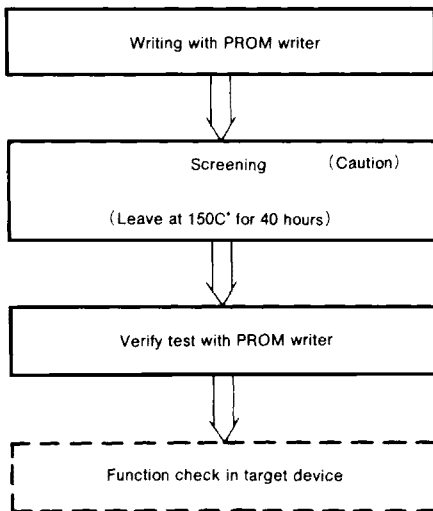 Writing with PROM writer
Screening (Caution)
(Leave at 150C° for 40 hours)
Verify test with PROM writer
Function check in target device